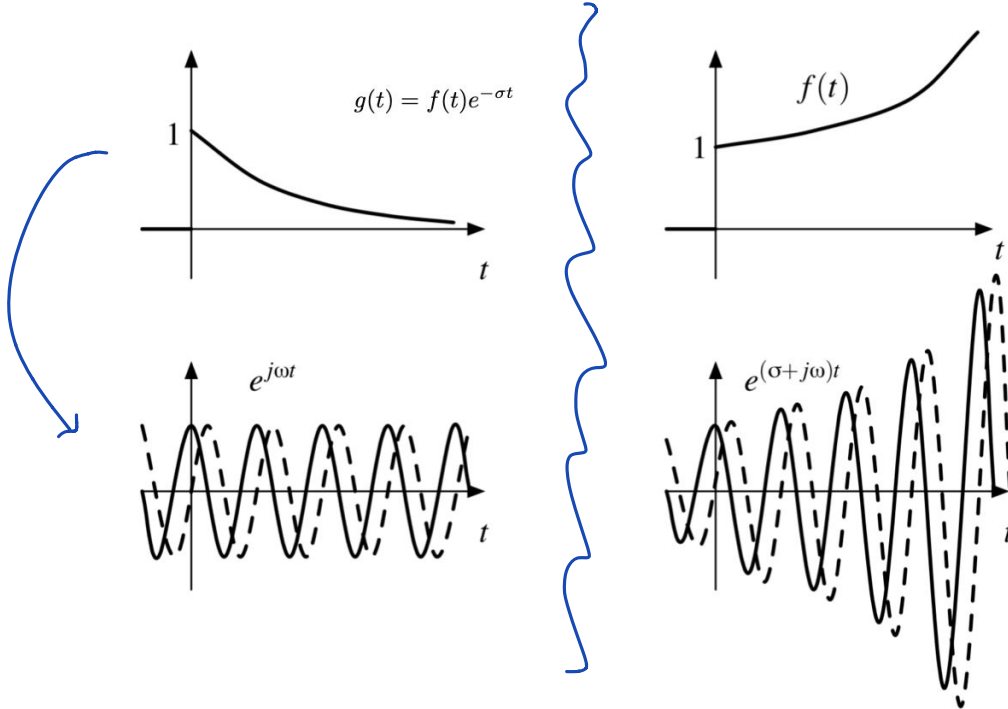 g(t) = f(t)e^{−σt}
1
t
e^{jωt}
t
f(t)
1
t
e^{(σ+jω)t}
t